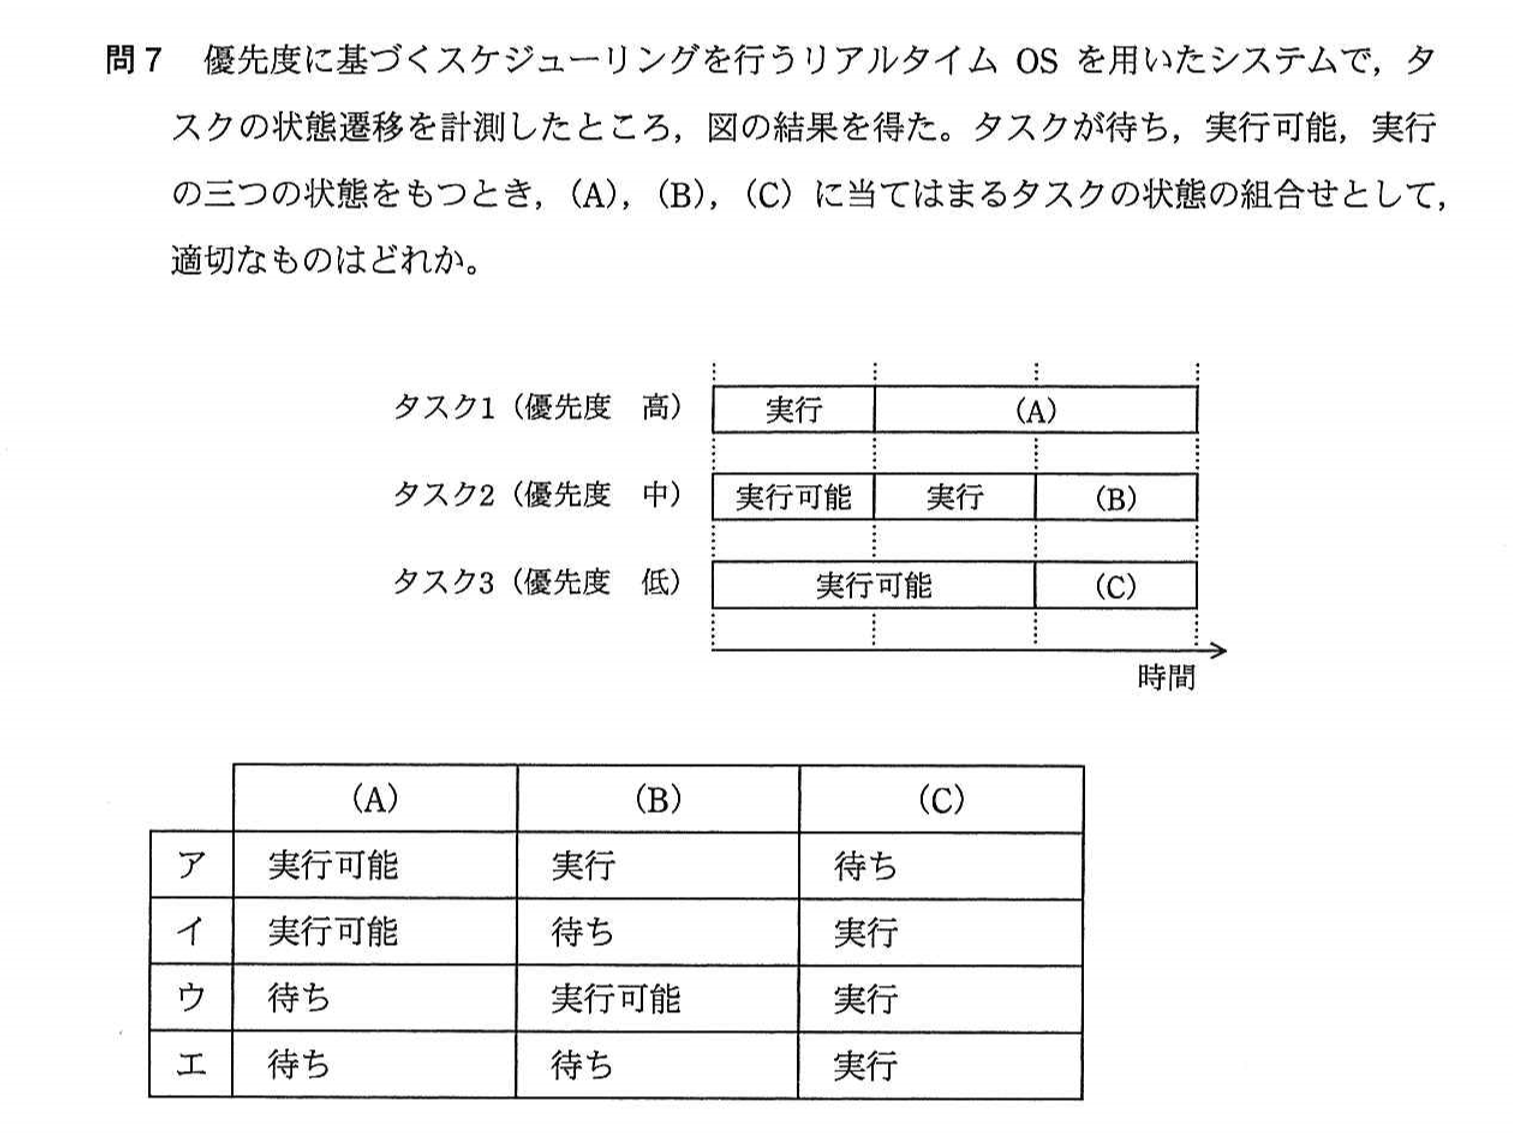 問7 優先度に基づくスケジューリングを行うリアルタイム OS を用いたシステムで，タ
スクの状態遷移を計測したところ，図の結果を得た。タスクが待ち，実行可能，実行
の三つの状態をもつとき，（A），（B），（C）に当てはまるタスクの状態の組合せとして，
適切なものはどれか。
タスク1（優先度 高） 実行 （A）
タスク2（優先度 中） 実行可能 実行 （B）
タスク3（優先度 低） 実行可能 （C）
時間
（A） （B） （C）
ア 実行可能 実行 待ち
イ 実行可能 待ち 実行
ウ 待ち 実行可能 実行
エ 待ち 待ち 実行